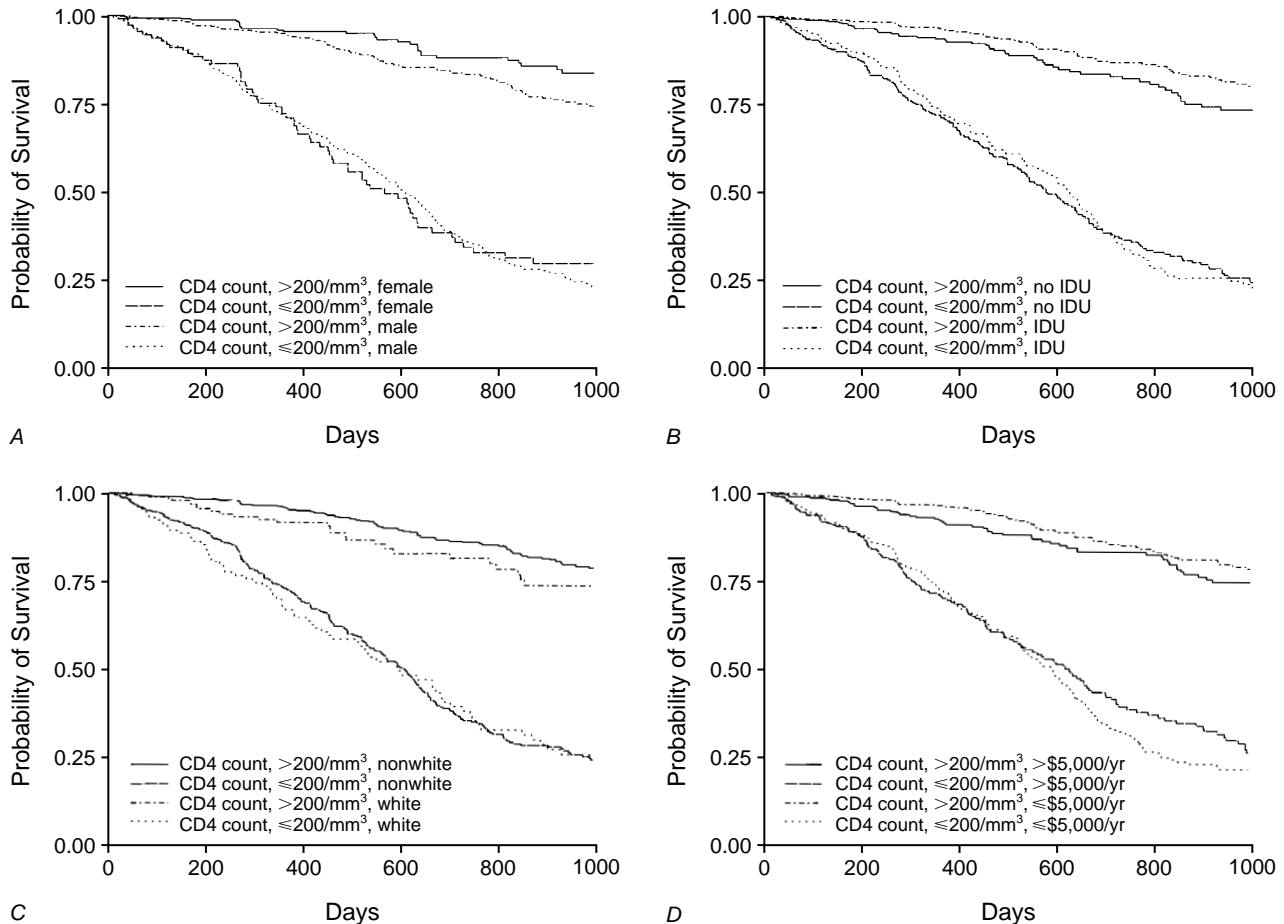 Probability of Survival
1.00
0.75
0.50
0.25
0.00
CD4 count, >200/mm³, female
CD4 count, ≤200/mm³, female
CD4 count, >200/mm³, male
CD4 count, ≤200/mm³, male
0 200 400 600 800 1000
A
Days
Probability of Survival
1.00
0.75
0.50
0.25
0.00
CD4 count, >200/mm³, no IDU
CD4 count, ≤200/mm³, no IDU
CD4 count, >200/mm³, IDU
CD4 count, ≤200/mm³, IDU
0 200 400 600 800 1000
B
Days
Probability of Survival
1.00
0.75
0.50
0.25
0.00
CD4 count, >200/mm³, nonwhite
CD4 count, ≤200/mm³, nonwhite
CD4 count, >200/mm³, white
CD4 count, ≤200/mm³, white
0 200 400 600 800 1000
C
Days
Probability of Survival
1.00
0.75
0.50
0.25
0.00
CD4 count, >200/mm³, >$5,000/yr
CD4 count, ≤200/mm³, >$5,000/yr
CD4 count, >200/mm³, ≤$5,000/yr
CD4 count, ≤200/mm³, ≤$5,000/yr
0 200 400 600 800 1000
D
Days